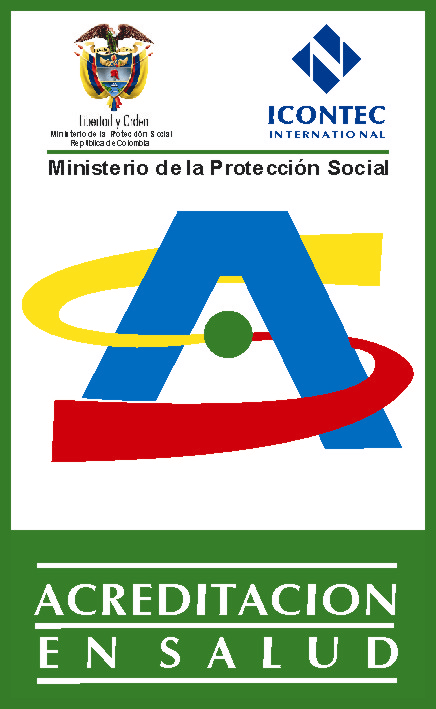 Libertad y Orden
Ministerio de la Protección Social
República de Colombia
ICONTEC
INTERNATIONAL
Ministerio de la Protección Social
ACREDITACION
EN SALUD